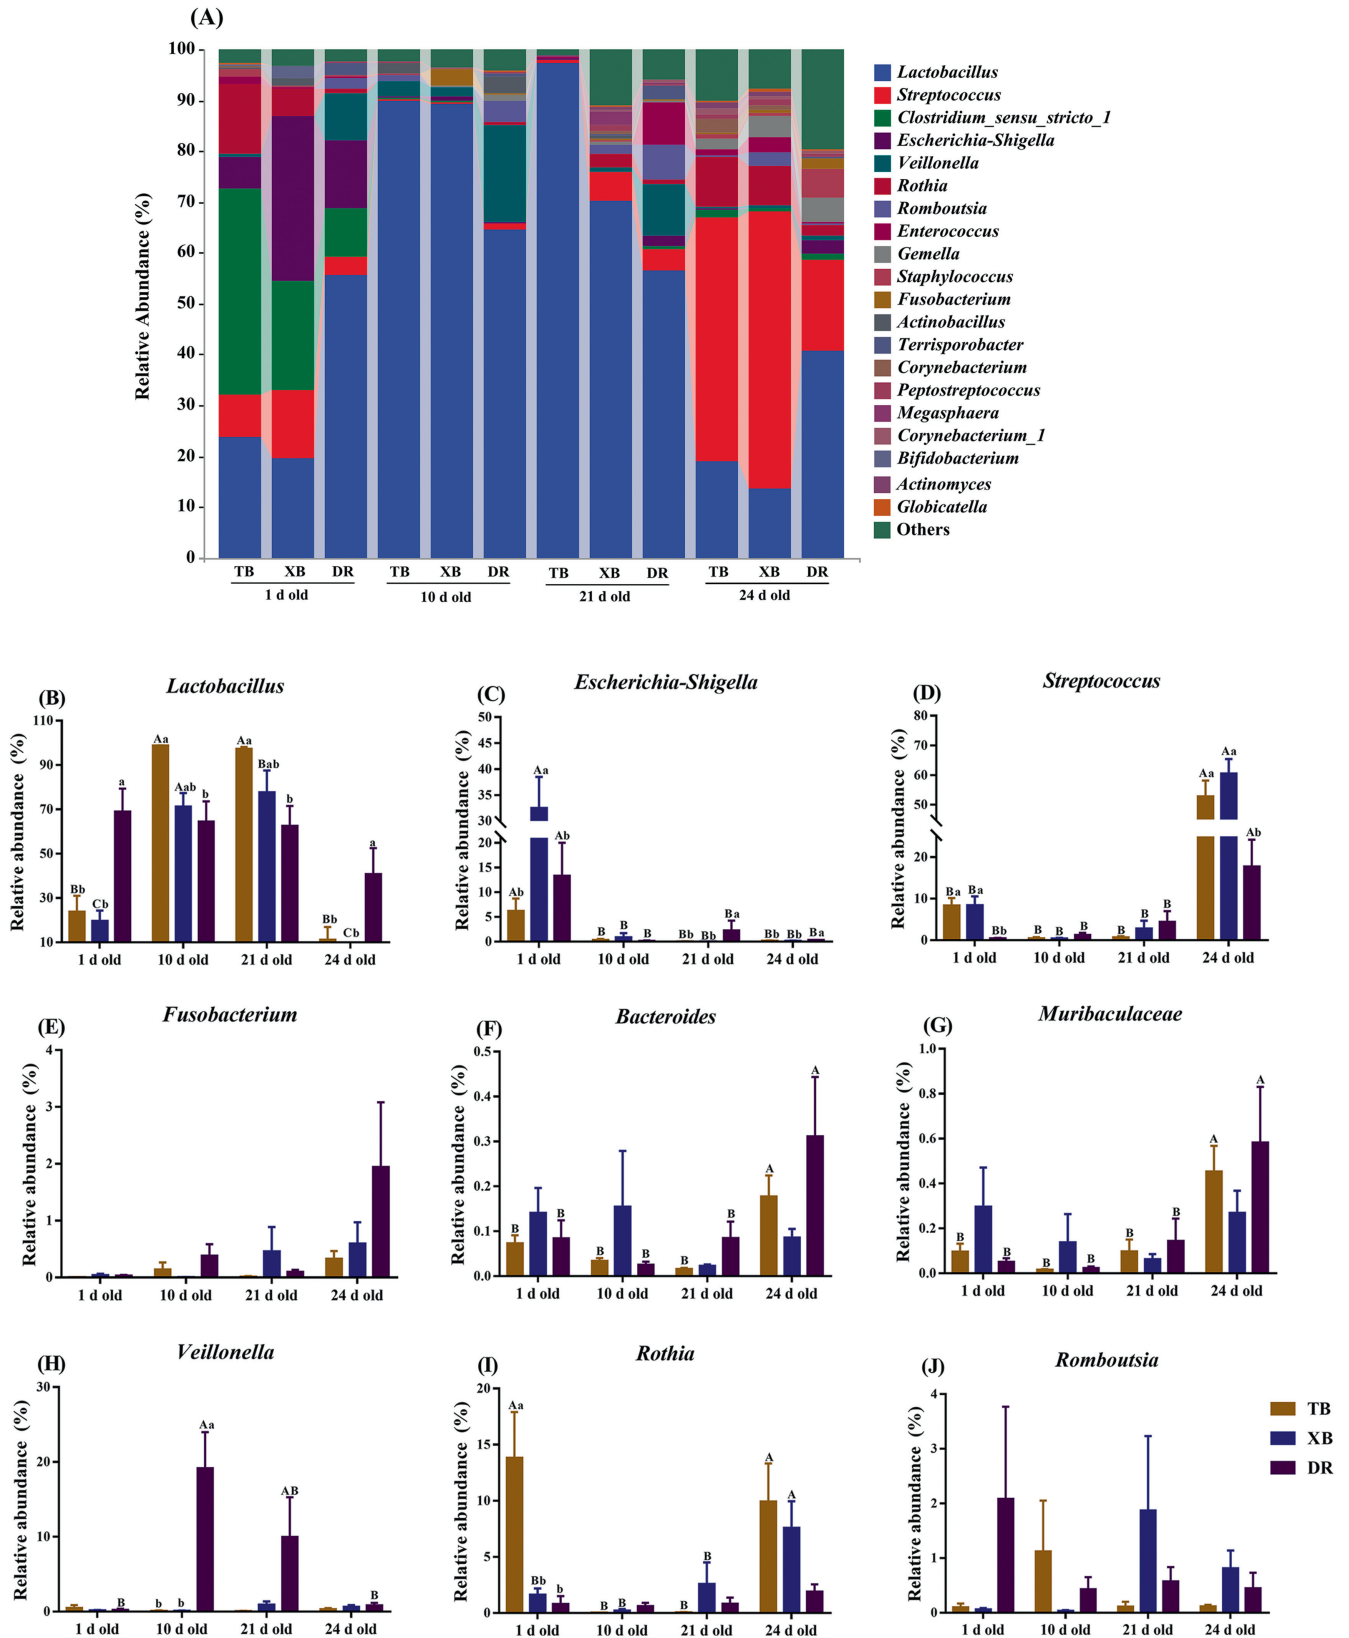 (A)
Relative Abundance (%)
100
90
80
70
60
50
40
30
20
10
0
TB XB DR TB XB DR TB XB DR TB XB DR
1 d old 10 d old 21 d old 24 d old
Lactobacillus
Streptococcus
Clostridium_sensu_stricto_1
Escherichia-Shigella
Veillonella
Rothia
Romboutsia
Enterococcus
Gemella
Staphylococcus
Fusobacterium
Actinobacillus
Terrisporobacter
Corynebacterium
Peptostreptococcus
Megasphaera
Corynebacterium_1
Bifidobacterium
Actinomyces
Globicatella
Others
(B)
Lactobacillus
Relative abundance (%)
110
90
70
50
30
10
Bb Cb a Aa Aab b Aa Bab b Bb Cb a
1 d old 10 d old 21 d old 24 d old
(C)
Escherichia-Shigella
Relative abundance (%)
50
45
40
35
30
20
15
10
5
0
Ab Aa Ab B B B Bb Bb Ba Bb Bb Ba
1 d old 10 d old 21 d old 24 d old
(D)
Streptococcus
Relative abundance (%)
80
70
60
50
20
10
0
Ba Ba Bb B B B B B B Aa Aa Ab
1 d old 10 d old 21 d old 24 d old
(E)
Fusobacterium
Relative abundance (%)
4
3
2
1
0
1 d old 10 d old 21 d old 24 d old
(F)
Bacteroides
Relative abundance (%)
0.5
0.4
0.3
0.2
0.1
0.0
B B B B B B A A
1 d old 10 d old 21 d old 24 d old
(G)
Muribaculaceae
Relative abundance (%)
1.0
0.8
0.6
0.4
0.2
0.0
B B B B B B A A
1 d old 10 d old 21 d old 24 d old
(H)
Veillonella
Relative abundance (%)
30
20
10
0
B b b Aa AB B
1 d old 10 d old 21 d old 24 d old
(I)
Rothia
Relative abundance (%)
20
15
10
5
0
Aa Bb b B B B B A A
1 d old 10 d old 21 d old 24 d old
(J)
Romboutsia
Relative abundance (%)
4
3
2
1
0
1 d old 10 d old 21 d old 24 d old
TB
XB
DR